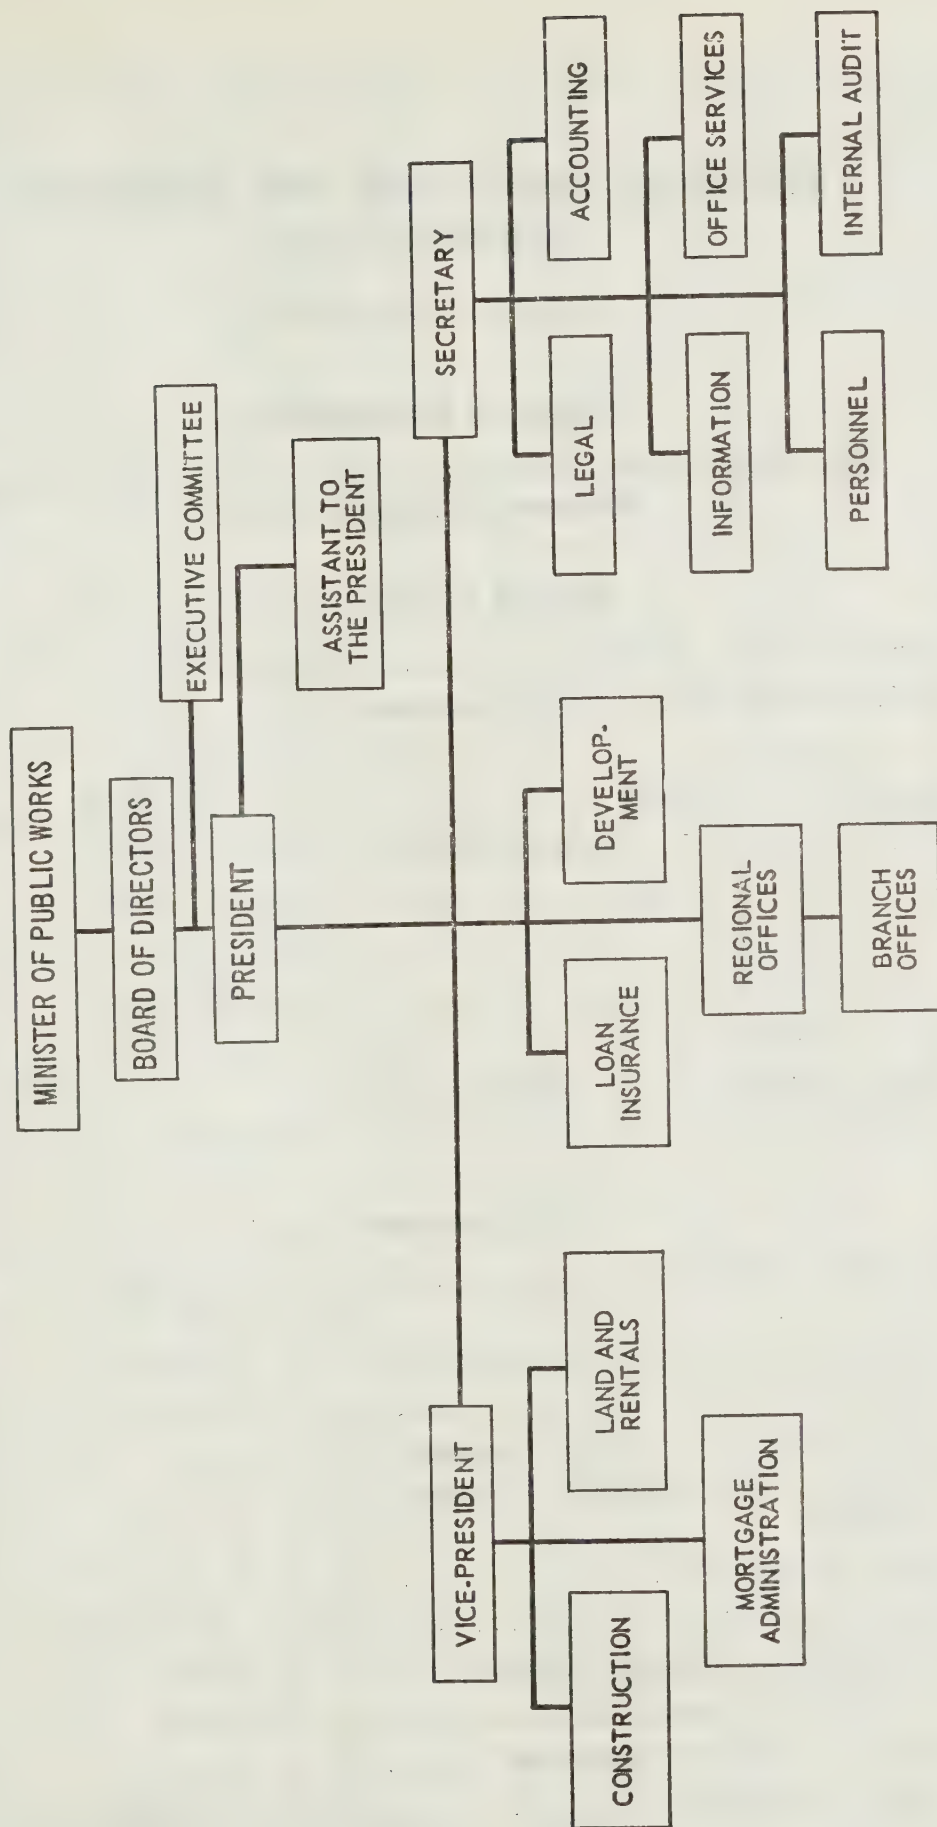 MINISTER OF PUBLIC WORKS
BOARD OF DIRECTORS
EXECUTIVE COMMITTEE
PRESIDENT
ASSISTANT TO
THE PRESIDENT
VICE-PRESIDENT
SECRETARY
CONSTRUCTION
LAND AND
RENTALS
MORTGAGE
ADMINISTRATION
LOAN
INSURANCE
DEVELOP-
MENT
REGIONAL
OFFICES
BRANCH
OFFICES
LEGAL
ACCOUNTING
INFORMATION
OFFICE SERVICES
PERSONNEL
INTERNAL AUDIT